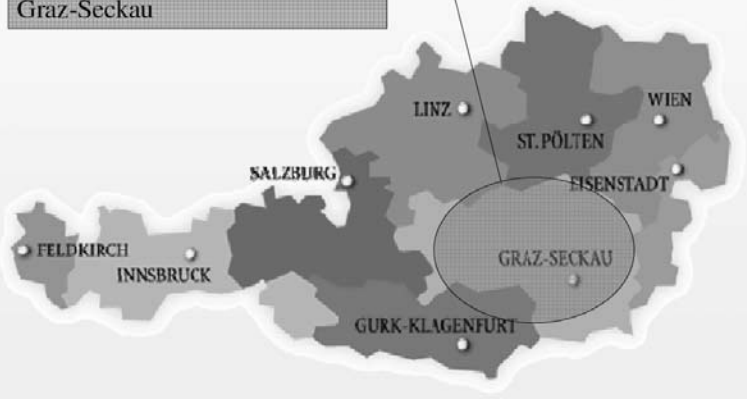 Graz-Seckau
LINZ
WIEN
ST. PÖLTEN
SALZBURG
EISENSTADT
FELDKIRCH
INNSBRUCK
GRAZ-SECKAU
GURK-KLAGENFURT